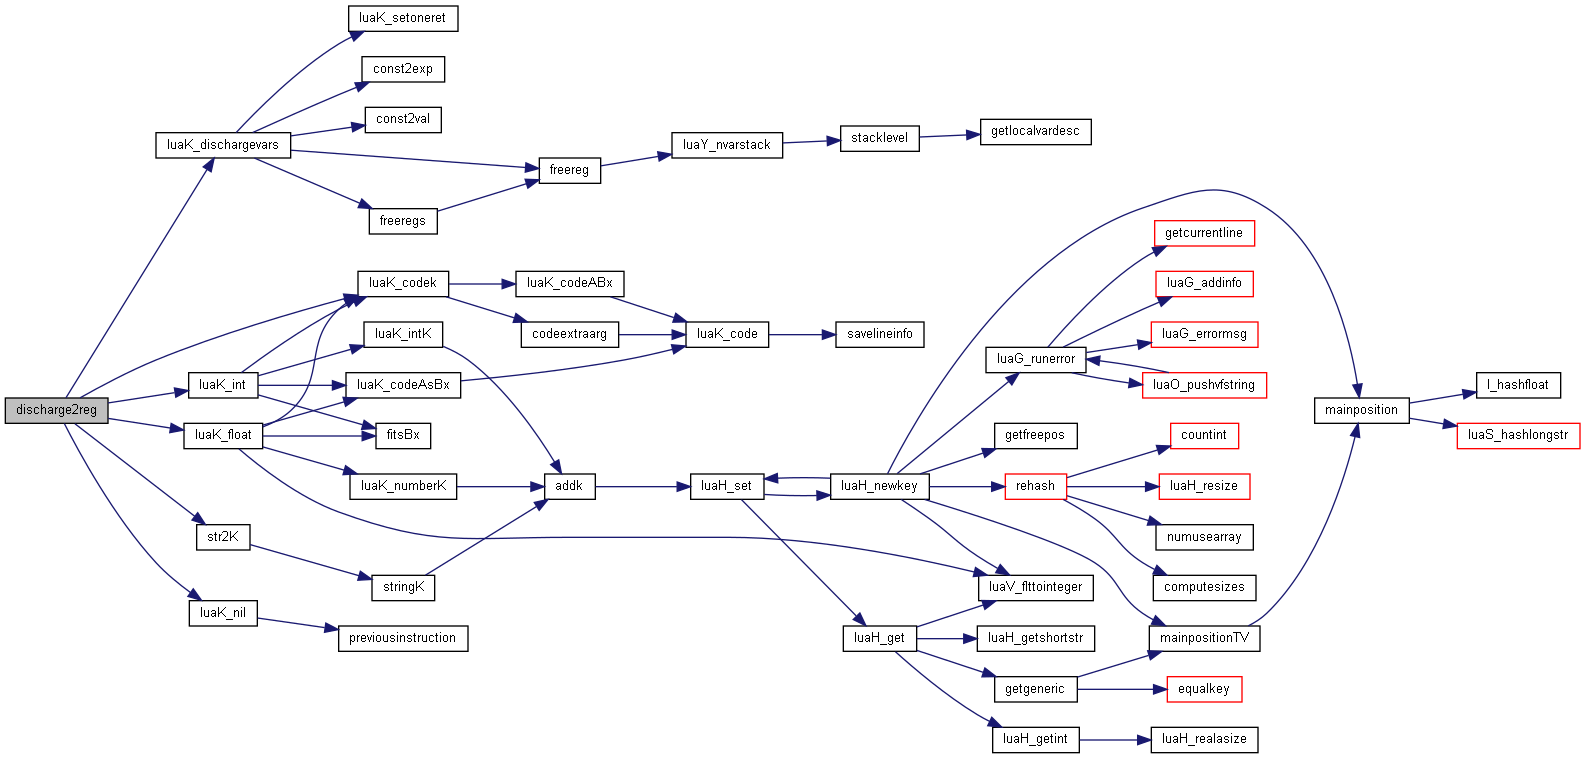 luaK_setoneret
const2exp
const2val
luaK_dischargevars
getlocalvardesc
stacklevel
luaY_nvarstack
freereg
freeregs
getcurrentline
luaK_codek
luaK_codeABx
luaG_addinfo
luaK_intK
codeextraarg
luaK_code
savelineinfo
luaG_errormsg
luaG_runerror
luaK_int
luaK_codeAsBx
luaO_pushvfstring
l_hashfloat
discharge2reg
mainposition
luaK_float
fitsBx
getfreepos
countint
luaS_hashlongstr
luaK_numberK
addk
luaH_set
luaH_newkey
rehash
luaH_resize
str2K
numusearray
stringK
luaV_flttointeger
computesizes
luaK_nil
previousinstruction
luaH_get
luaH_getshortstr
mainpositionTV
getgeneric
equalkey
luaH_getint
luaH_realasize